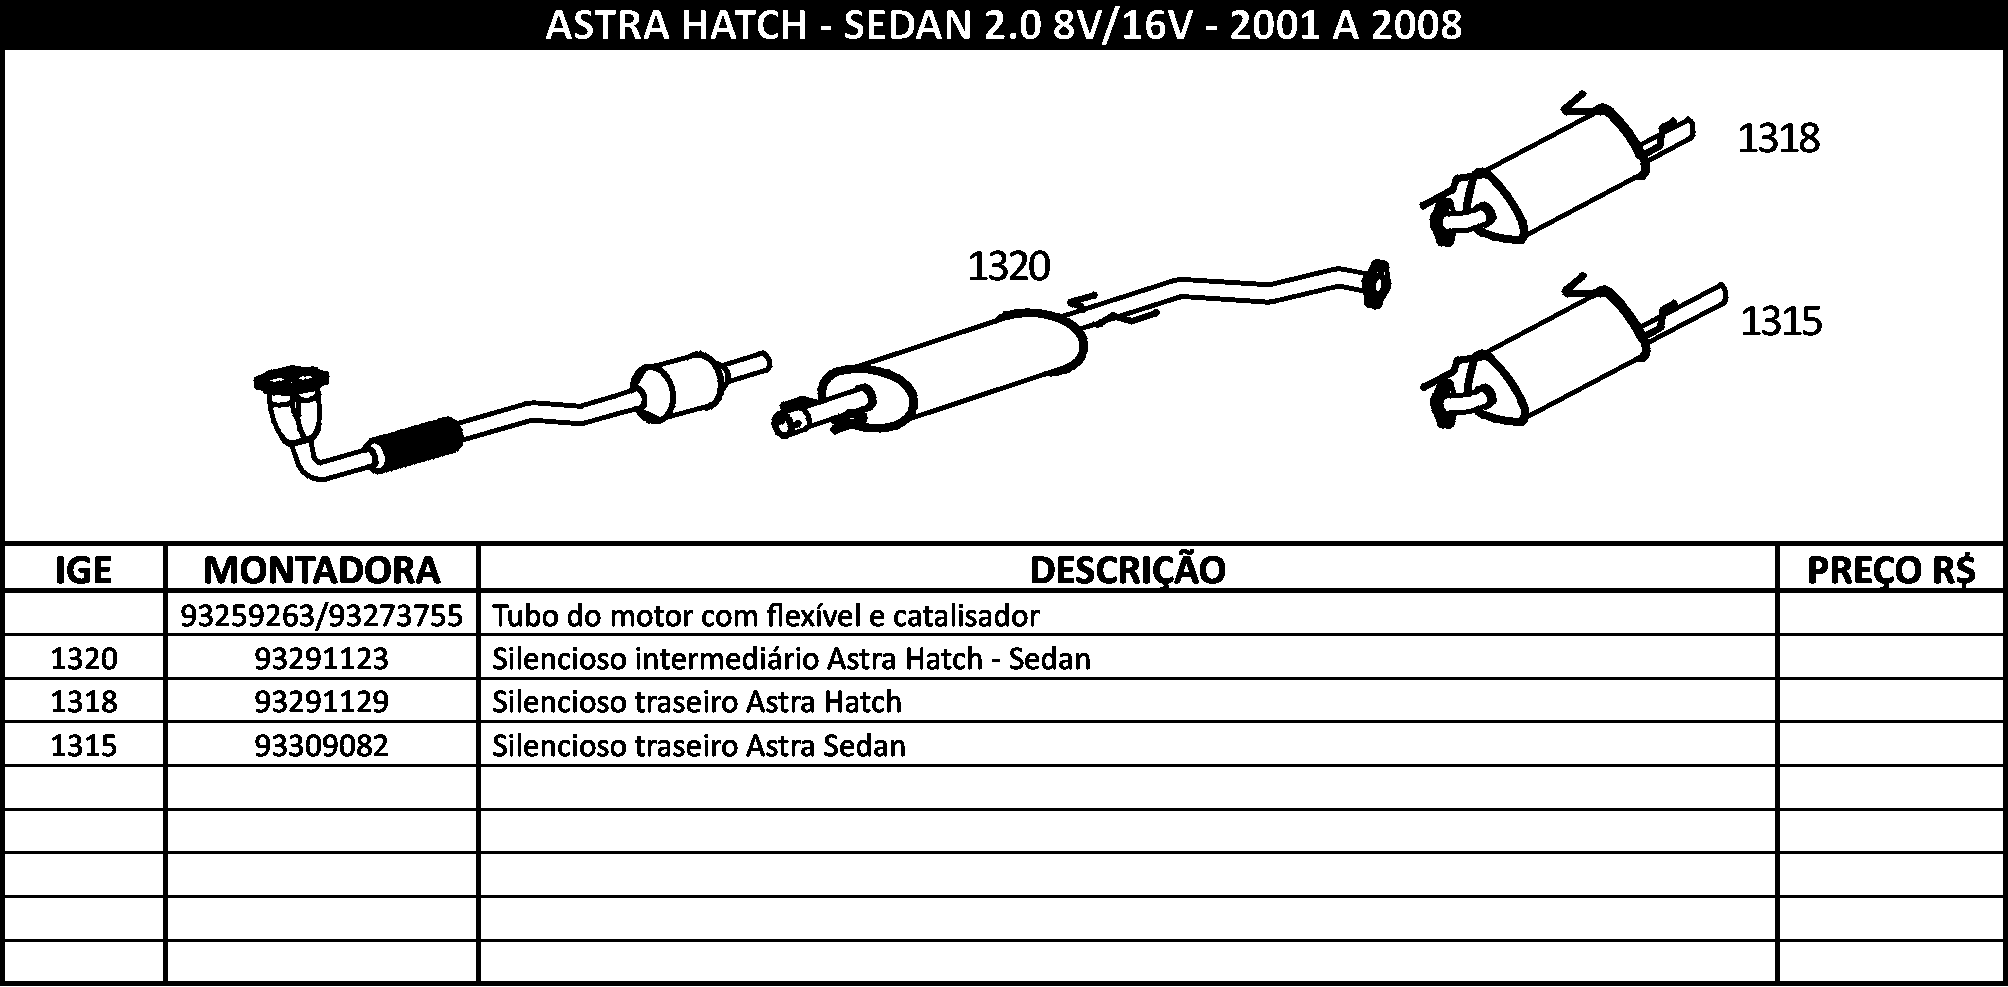 ASTRA HATCH - SEDAN 2.0 8V/16V - 2001 A 2008
1318
1320
1315
IGE MONTADORA DESCRIÇÃO PREÇO R$
93259263/93273755 Tubo do motor com flexível e catalisador
1320 93291123 Silencioso intermediário Astra Hatch - Sedan
1318 93291129 Silencioso traseiro Astra Hatch
1315 93309082 Silencioso traseiro Astra Sedan